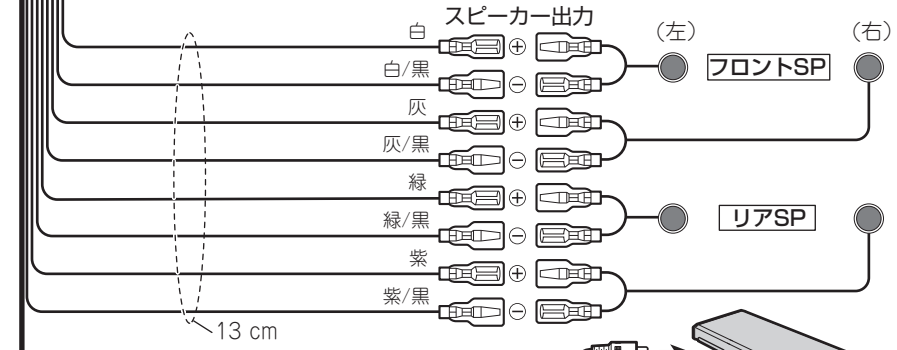 スピーカー出力
白
⊕
（左）
（右）
フロントSP
白/黒
⊖
灰
⊕
灰/黒
⊖
緑
⊕
リアSP
緑/黒
⊖
紫
⊕
紫/黒
⊖
13 cm